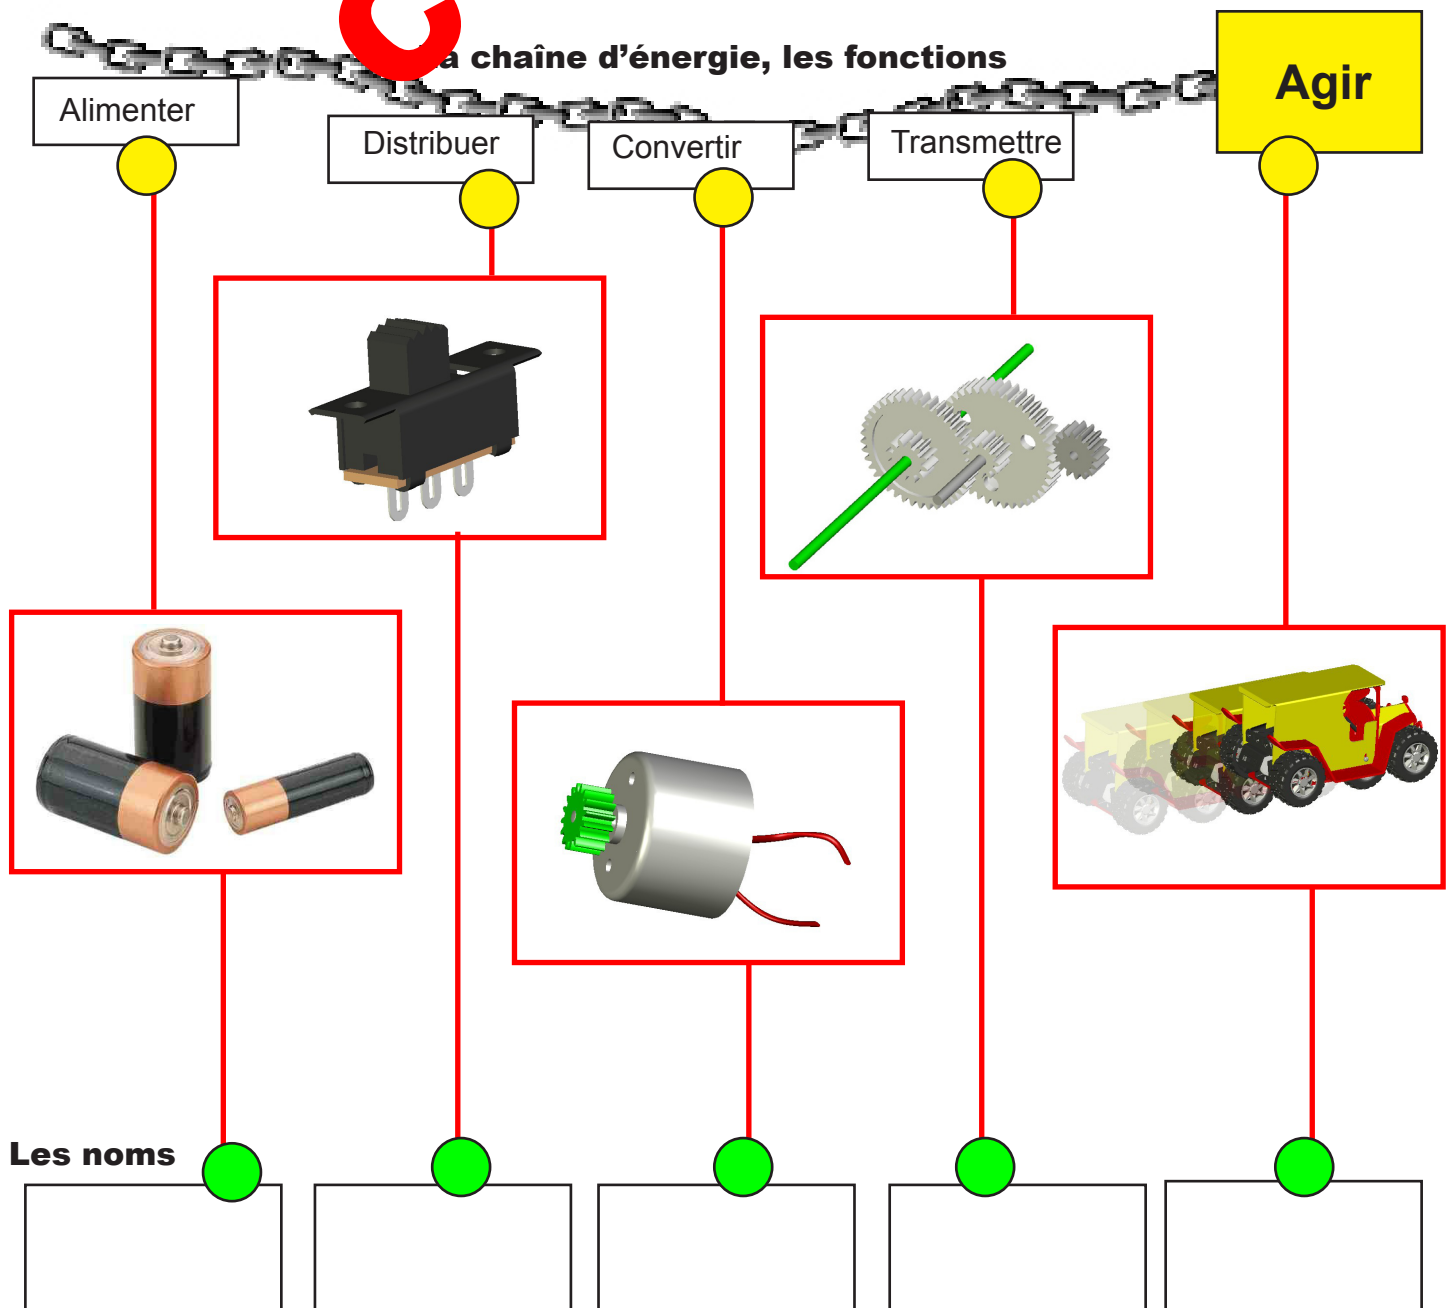 a chaîne d’énergie, les fonctions
Agir
Alimenter
Distribuer
Convertir
Transmettre
Les noms